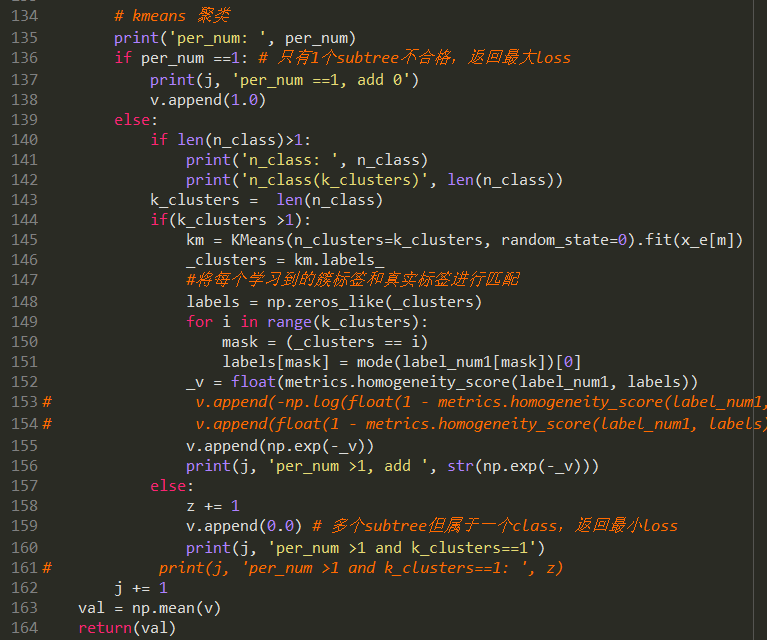 134         # kmeans 聚类
135         print('per_num: ', per_num)
136         if per_num ==1: # 只有1个subtree不合格，返回最大loss
137             print(j, 'per_num ==1, add 0')
138             v.append(1.0)
139         else:
140             if len(n_class)>1:
141                 print('n_class: ', n_class)
142                 print('n_class(k_clusters)', len(n_class))
143             k_clusters =  len(n_class)
144             if(k_clusters >1):
145                 km = KMeans(n_clusters=k_clusters, random_state=0).fit(x_e[m])
146                 _clusters = km.labels_
147                 #将每个学习到的簇标签和真实标签进行匹配
148                 labels = np.zeros_like(_clusters)
149                 for i in range(k_clusters):
150                     mask = (_clusters == i)
151                     labels[mask] = mode(label_num1[mask])[0]
152                 _v = float(metrics.homogeneity_score(label_num1, labels))
153 #                v.append(-np.log(float(1 - metrics.homogeneity_score(label_num1,
154 #                v.append(float(1 - metrics.homogeneity_score(label_num1, labels)
155                 v.append(np.exp(-_v))
156                 print(j, 'per_num >1, add ', str(np.exp(-_v)))
157             else:
158                 z += 1
159                 v.append(0.0) # 多个subtree但属于一个class，返回最小loss
160                 print(j, 'per_num >1 and k_clusters==1')
161 #            print(j, 'per_num >1 and k_clusters==1: ', z)
162         j += 1
163     val = np.mean(v)
164     return(val)